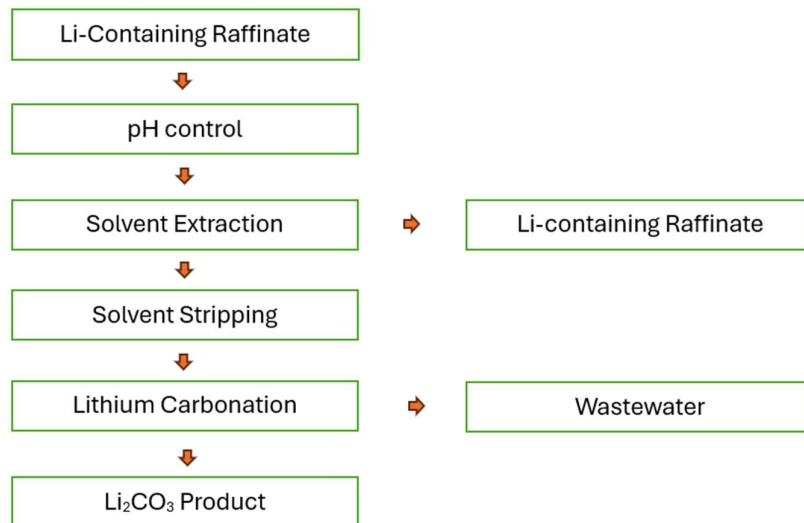 Li-Containing Raffinate
pH control
Solvent Extraction
Li-containing Raffinate
Solvent Stripping
Lithium Carbonation
Wastewater
Li₂CO₃ Product